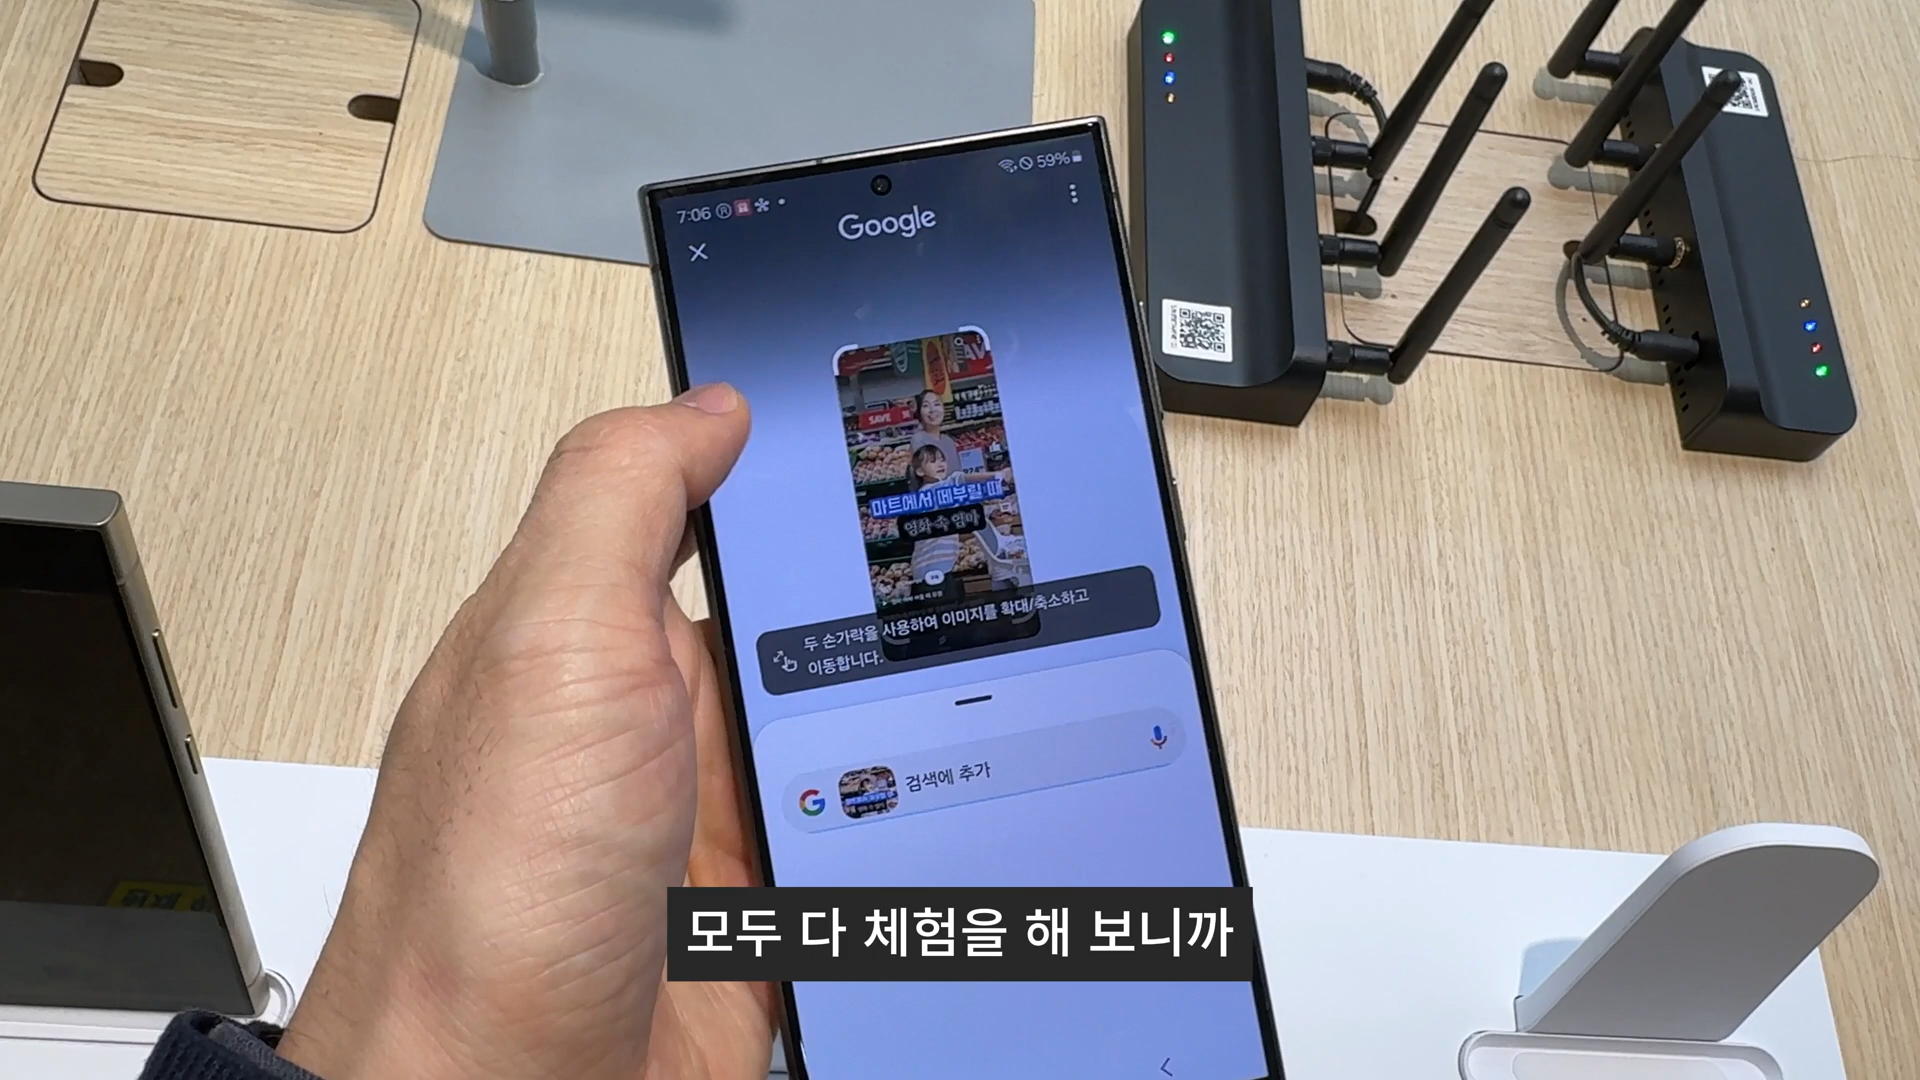 7:06
59%
Google
SAVE
마트에서 떼부릴 때
영화 속 엄마
두 손가락을 사용하여 이미지를 확대/축소하고
이동합니다.
검색에 추가
모두 다 체험을 해 보니까